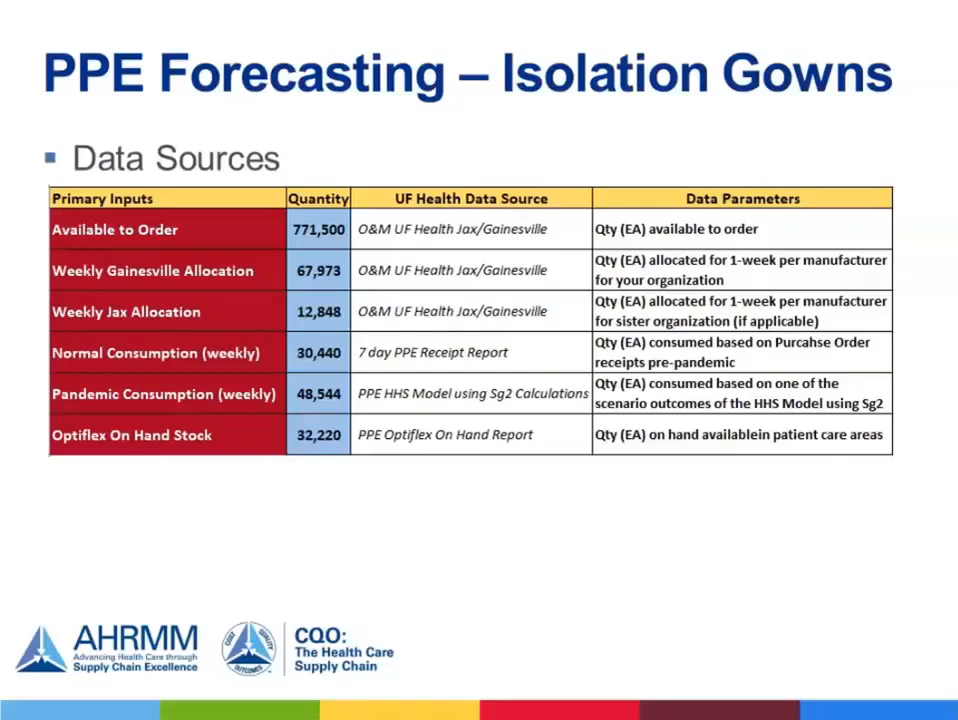 PPE Forecasting – Isolation Gowns
▪ Data Sources
Primary Inputs Quantity UF Health Data Source Data Parameters
Available to Order 771,500 O&M UF Health Jax/Gainesville Qty (EA) available to order
Weekly Gainesville Allocation 67,973 O&M UF Health Jax/Gainesville Qty (EA) allocated for 1-week per manufacturer
for your organization
Weekly Jax Allocation 12,848 O&M UF Health Jax/Gainesville Qty (EA) allocated for 1-week per manufacturer
for sister organization (if applicable)
Normal Consumption (weekly) 30,440 7 day PPE Receipt Report Qty (EA) consumed based on Purcahse Order
receipts pre-pandemic
Pandemic Consumption (weekly) 48,544 PPE HHS Model using Sg2 Calculations Qty (EA) consumed based on one of the
scenario outcomes of the HHS Model using Sg2
Optiflex On Hand Stock 32,220 PPE Optiflex On Hand Report Qty (EA) on hand availablein patient care areas
AHRMM
Advancing Health Care through
Supply Chain Excellence
COST QUALITY OUTCOMES
CQO:
The Health Care
Supply Chain